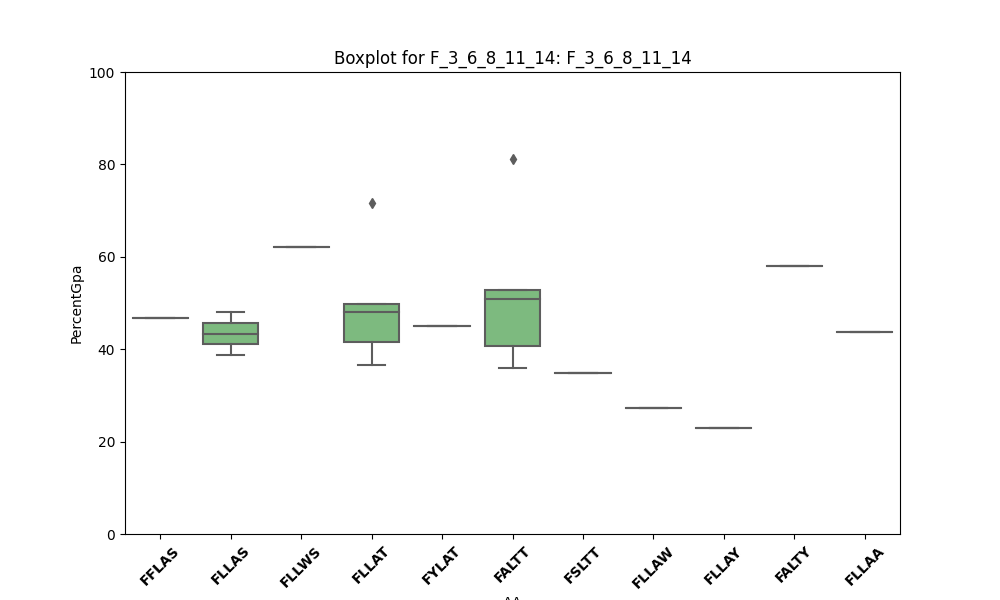 Boxplot for F_3_6_8_11_14: F_3_6_8_11_14
100
80
60
40
20
0
PercentGpa
FFLAS
FLLAS
FLLWS
FLLAT
FYLAT
FALTT
FSLTT
FLLAW
FLLAY
FALTY
FLLAA
AA